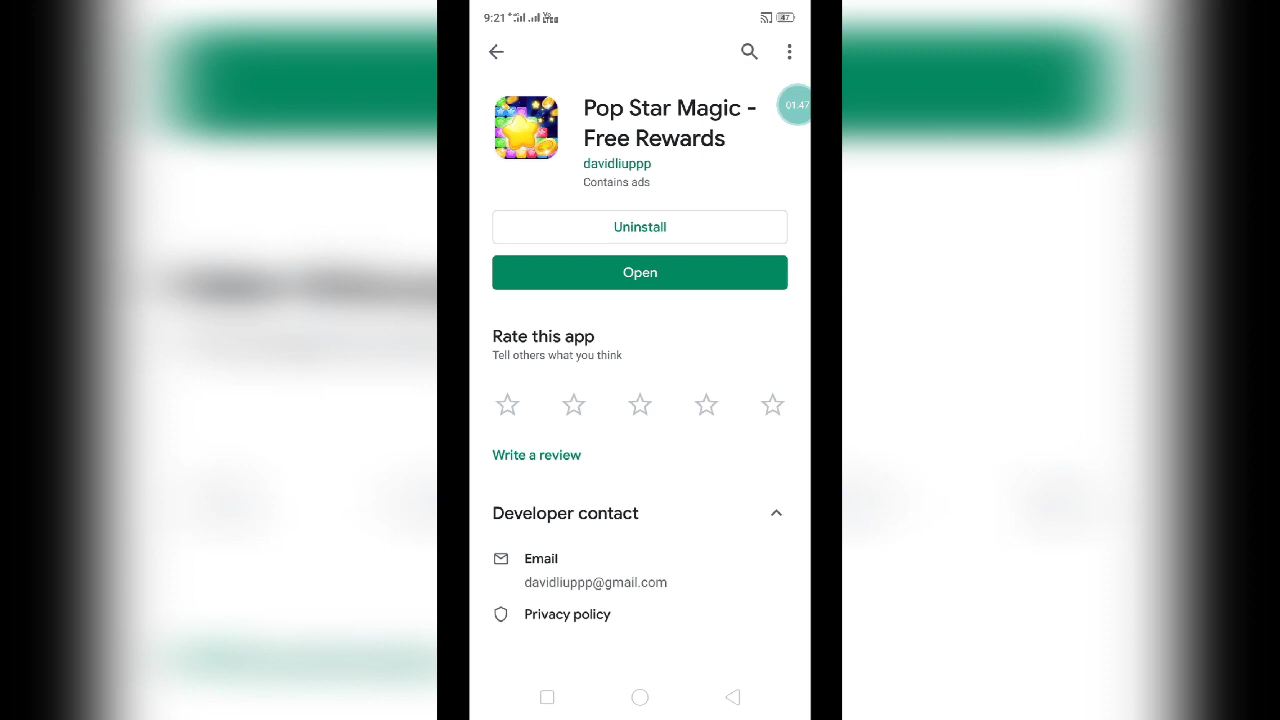 9:21
47
Pop Star Magic -
Free Rewards
01:47
davidliuppp
Contains ads
Uninstall
Open
Rate this app
Tell others what you think
Write a review
Developer contact
Email
davidliuppp@gmail.com
Privacy policy